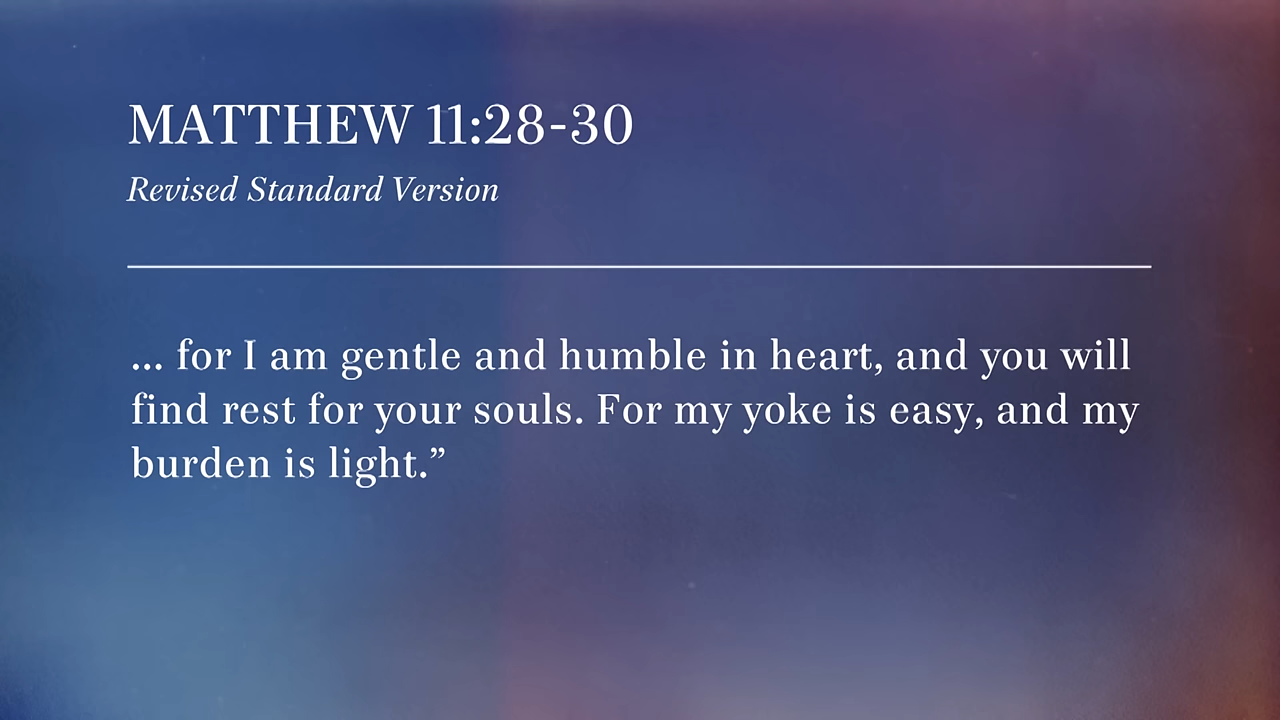 MATTHEW 11:28-30
Revised Standard Version
... for I am gentle and humble in heart, and you will
find rest for your souls. For my yoke is easy, and my
burden is light.”